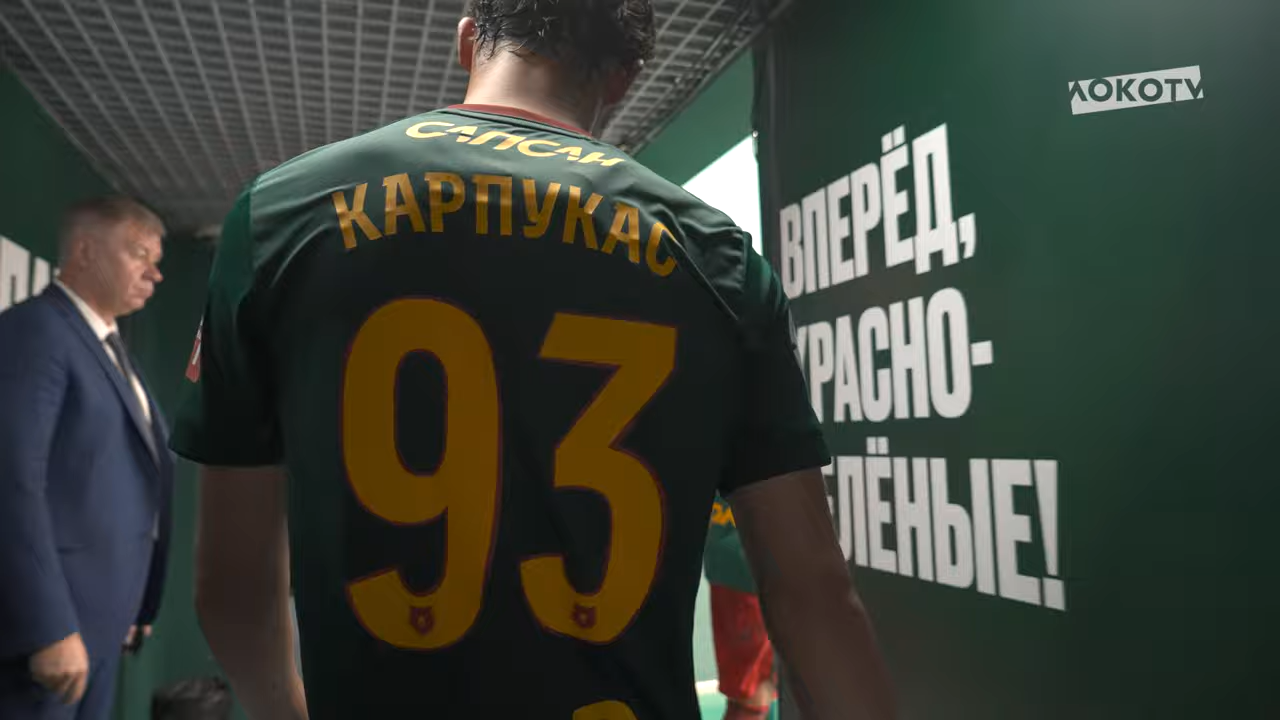 ЛОКОTV
САПСАН
КАРПУКАС
93
ВПЕРЁД,
КРАСНО-
ЗЕЛЁНЫЕ!